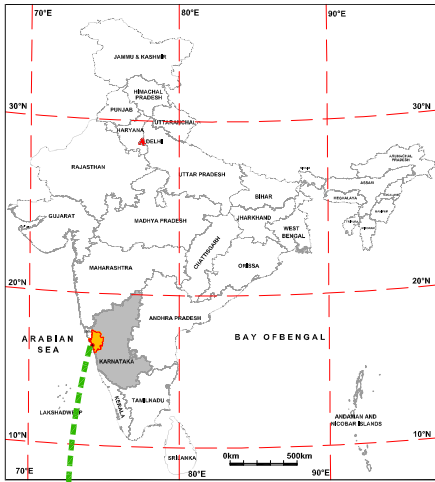 70°E
80°E
90°E
JAMMU & KASHMIR
HIMACHAL
PRADESH
PUNJAB
30°N
30°N
UTTARANCHAL
HARYANA
DELHI
ARUNACHAL
PRADESH
RAJASTHAN
UTTAR PRADESH
ASSAM
BIHAR
MEGHALAYA
GUJARAT
MADHYA PRADESH
JHARKHAND
WEST
BENGAL
CHATTISGARH
ORISSA
MAHARASHTRA
20°N
20°N
ANDHRA PRADESH
ARABIAN
SEA
BAY OFBENGAL
KARNATAKA
KERALA
TAMILNADU
LAKSHADWEEP
ANDAMAN AND
NICOBAR ISLANDS
10°N
10°N
SRI LANKA
0km
500km
70°E
80°E
90°E